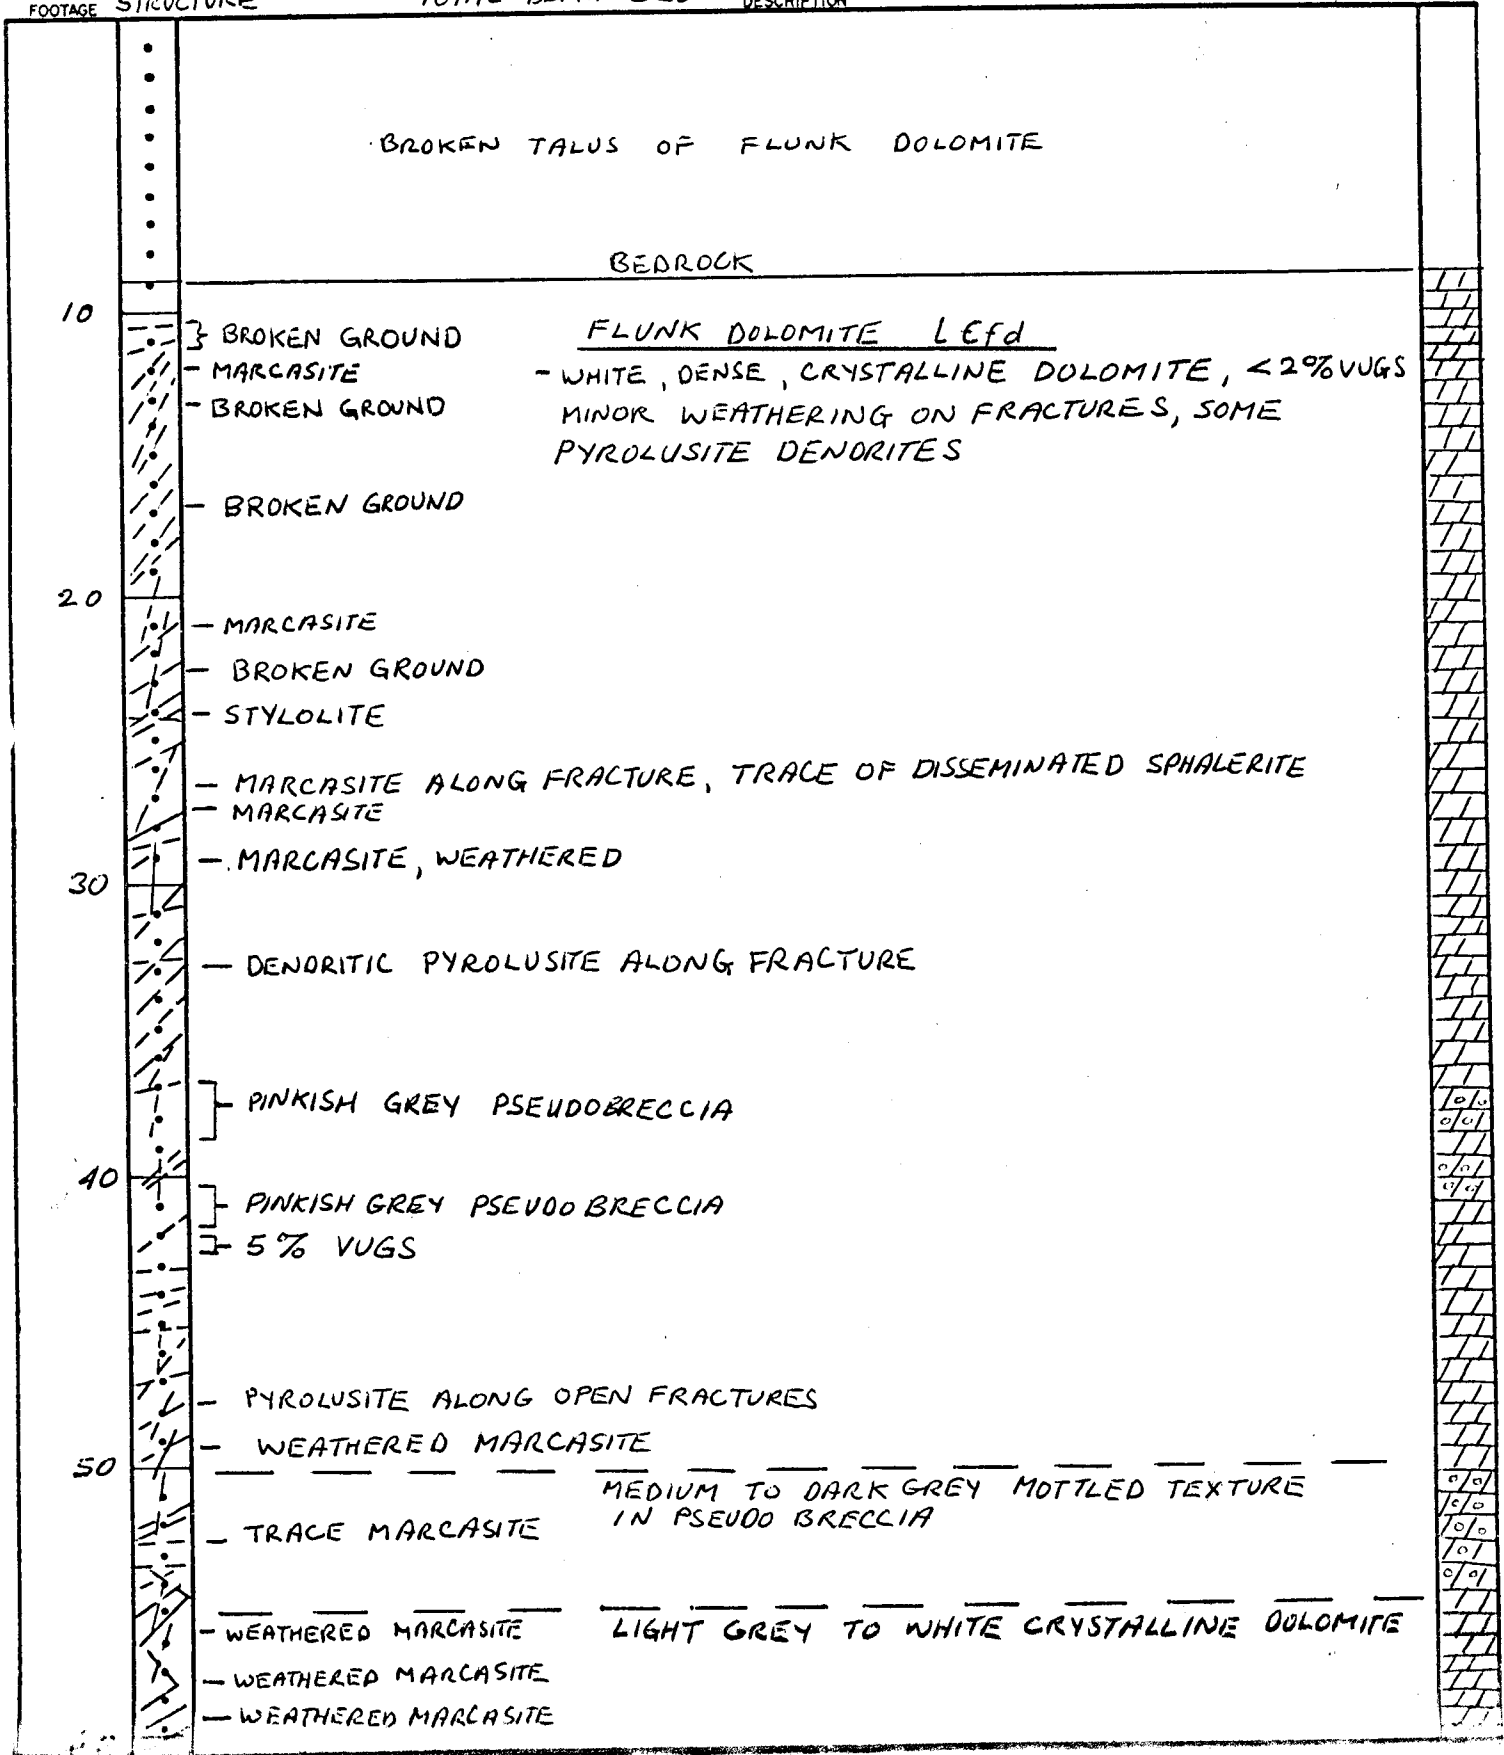 FOOTAGE STRUCTURE DESCRIPTION
BROKEN TALUS OF FLUNK DOLOMITE
BEDROCK
10
BROKEN GROUND FLUNK DOLOMITE LЄfd
- MARCASITE - WHITE, DENSE, CRYSTALLINE DOLOMITE, <2% VUGS
- BROKEN GROUND MINOR WEATHERING ON FRACTURES, SOME
PYROLUSITE DENDRITES
- BROKEN GROUND
20
- MARCASITE
- BROKEN GROUND
- STYLOLITE
- MARCASITE ALONG FRACTURE, TRACE OF DISSEMINATED SPHALERITE
- MARCASITE
- MARCASITE, WEATHERED
30
- DENDRITIC PYROLUSITE ALONG FRACTURE
PINKISH GREY PSEUDOBRECCIA
40
PINKISH GREY PSEUDO BRECCIA
5% VUGS
- PYROLUSITE ALONG OPEN FRACTURES
- WEATHERED MARCASITE
50
MEDIUM TO DARK GREY MOTTLED TEXTURE
IN PSEUDO BRECCIA
- TRACE MARCASITE
- WEATHERED MARCASITE LIGHT GREY TO WHITE CRYSTALLINE DOLOMITE
- WEATHERED MARCASITE
- WEATHERED MARCASITE